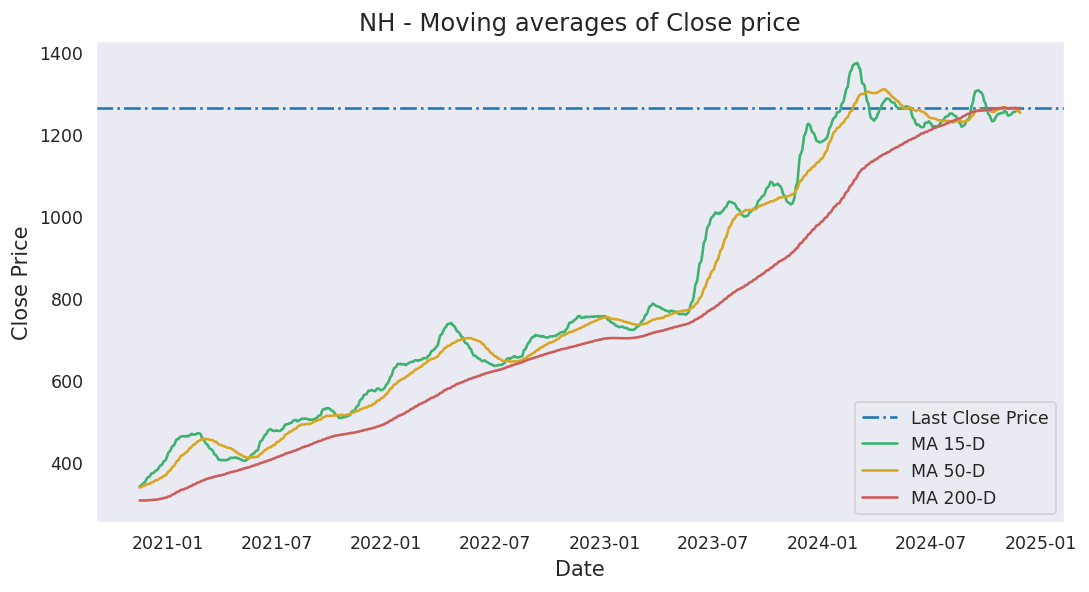 NH - Moving averages of Close price
Close Price
1400
1200
1000
800
600
400
Last Close Price
MA 15-D
MA 50-D
MA 200-D
2021-01 2021-07 2022-01 2022-07 2023-01 2023-07 2024-01 2024-07 2025-01
Date